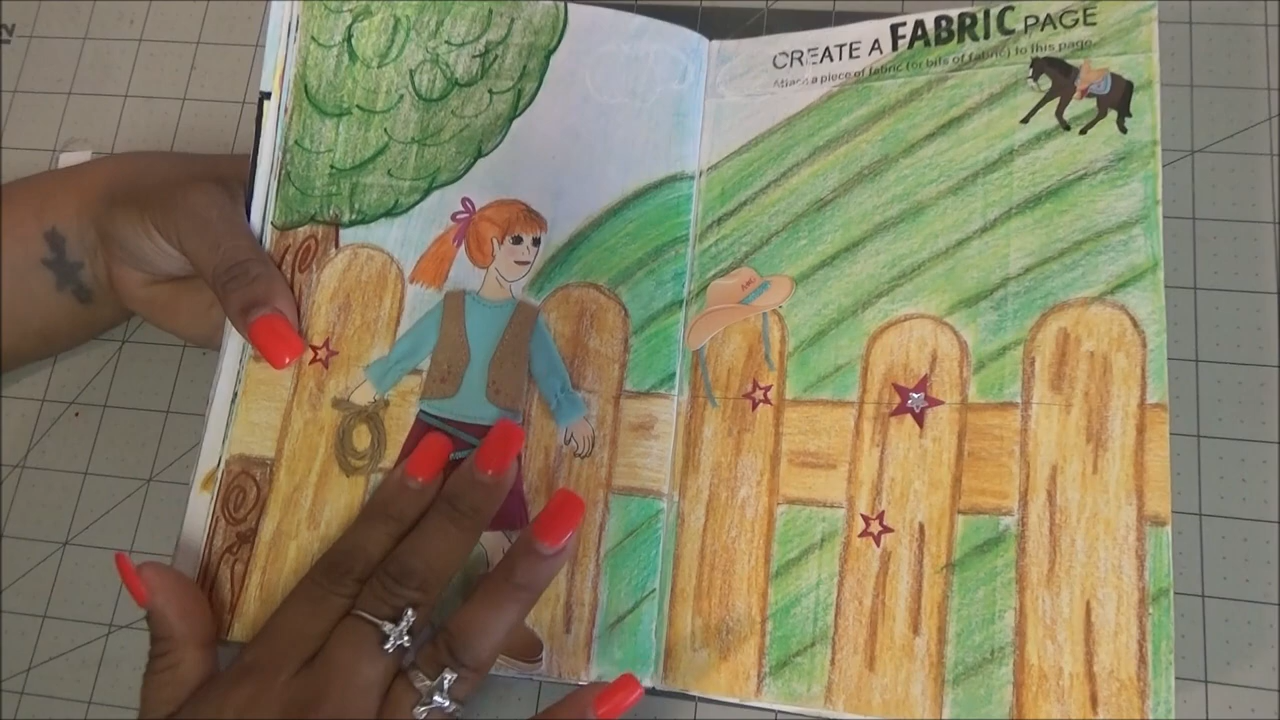 CREATE A FABRIC PAGE
Attach a piece of fabric (or bits of fabric) to this page.